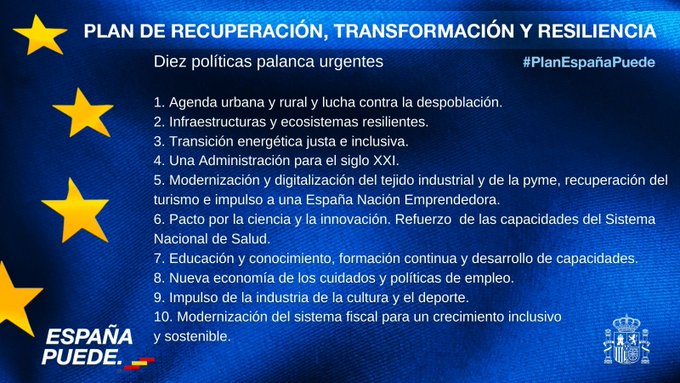 PLAN DE RECUPERACIÓN, TRANSFORMACIÓN Y RESILIENCIA
Diez políticas palanca urgentes
#PlanEspañaPuede
1. Agenda urbana y rural y lucha contra la despoblación.
2. Infraestructuras y ecosistemas resilientes.
3. Transición energética justa e inclusiva.
4. Una Administración para el siglo XXI.
5. Modernización y digitalización del tejido industrial y de la pyme, recuperación del
turismo e impulso a una España Nación Emprendedora.
6. Pacto por la ciencia y la innovación. Refuerzo  de las capacidades del Sistema
Nacional de Salud.
7. Educación y conocimiento, formación continua y desarrollo de capacidades.
8. Nueva economía de los cuidados y políticas de empleo.
9. Impulso de la industria de la cultura y el deporte.
10. Modernización del sistema fiscal para un crecimiento inclusivo
y sostenible.
ESPAÑA
PUEDE.